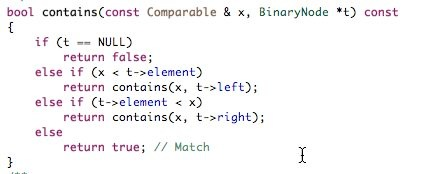 bool contains(const Comparable & x, BinaryNode *t) const
{
    if (t == NULL)
        return false;
    else if (x < t->element)
        return contains(x, t->left);
    else if (t->element < x)
        return contains(x, t->right);
    else
        return true; // Match
}
/**